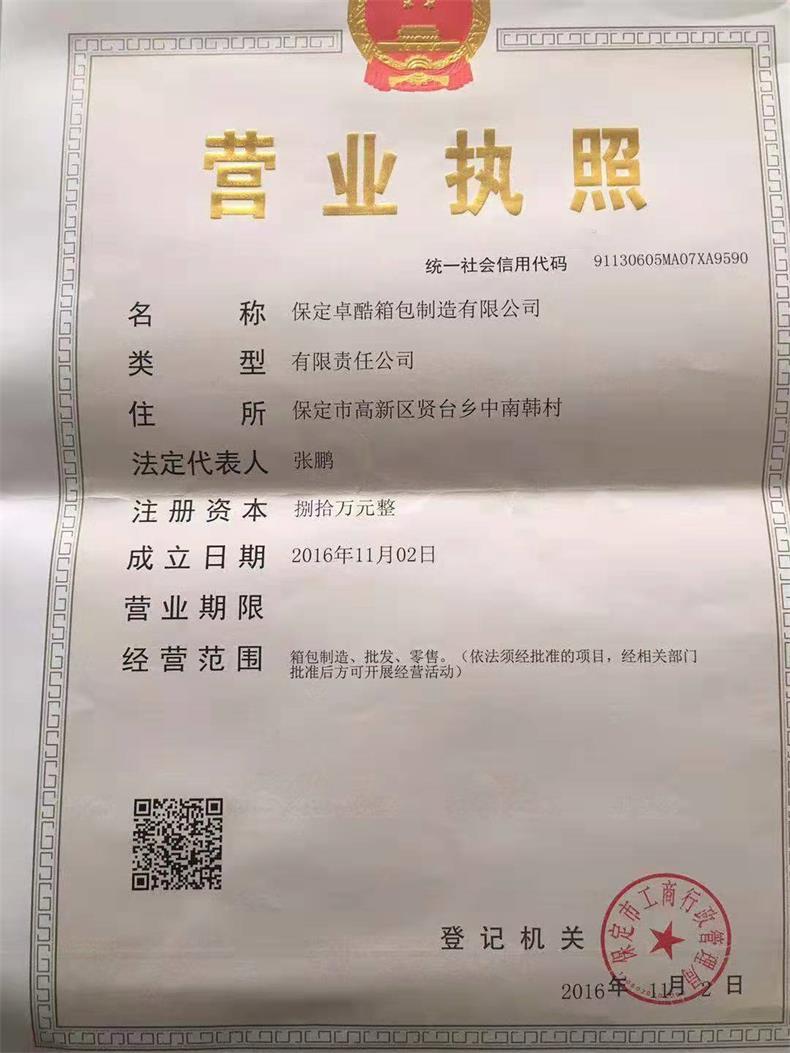 营业执照
统一社会信用代码 91130605MA07XA9590
名称 保定卓酷箱包制造有限公司
类型 有限责任公司
住所 保定市高新区贤台乡中南韩村
法定代表人 张鹏
注册资本 捌拾万元整
成立日期 2016年11月02日
营业期限
经营范围 箱包制造、批发、零售。（依法须经批准的项目，经相关部门
批准后方可开展经营活动）
保定市工商行政管理局
登记机关
2016年 11月 2 日